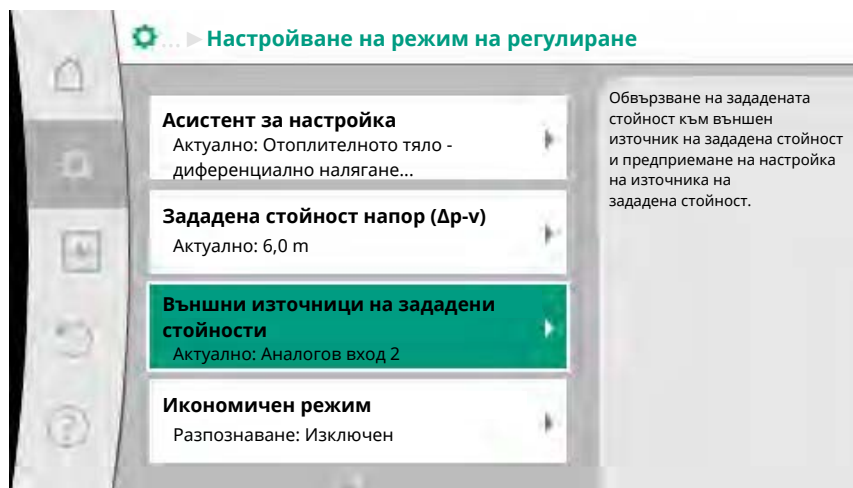 ... ▶ Настройване на режим на регулиране
Асистент за настройка
Актуално: Отоплителното тяло -
диференциално налягане...
Зададена стойност напор (Δp-v)
Актуално: 6,0 m
Външни източници на зададени
стойности
Актуално: Аналогов вход 2
Икономичен режим
Разпознаване: Изключен
Обвързване на зададената
стойност към външен
източник на зададена стойност
и предприемане на настройка
на източника на
зададена стойност.